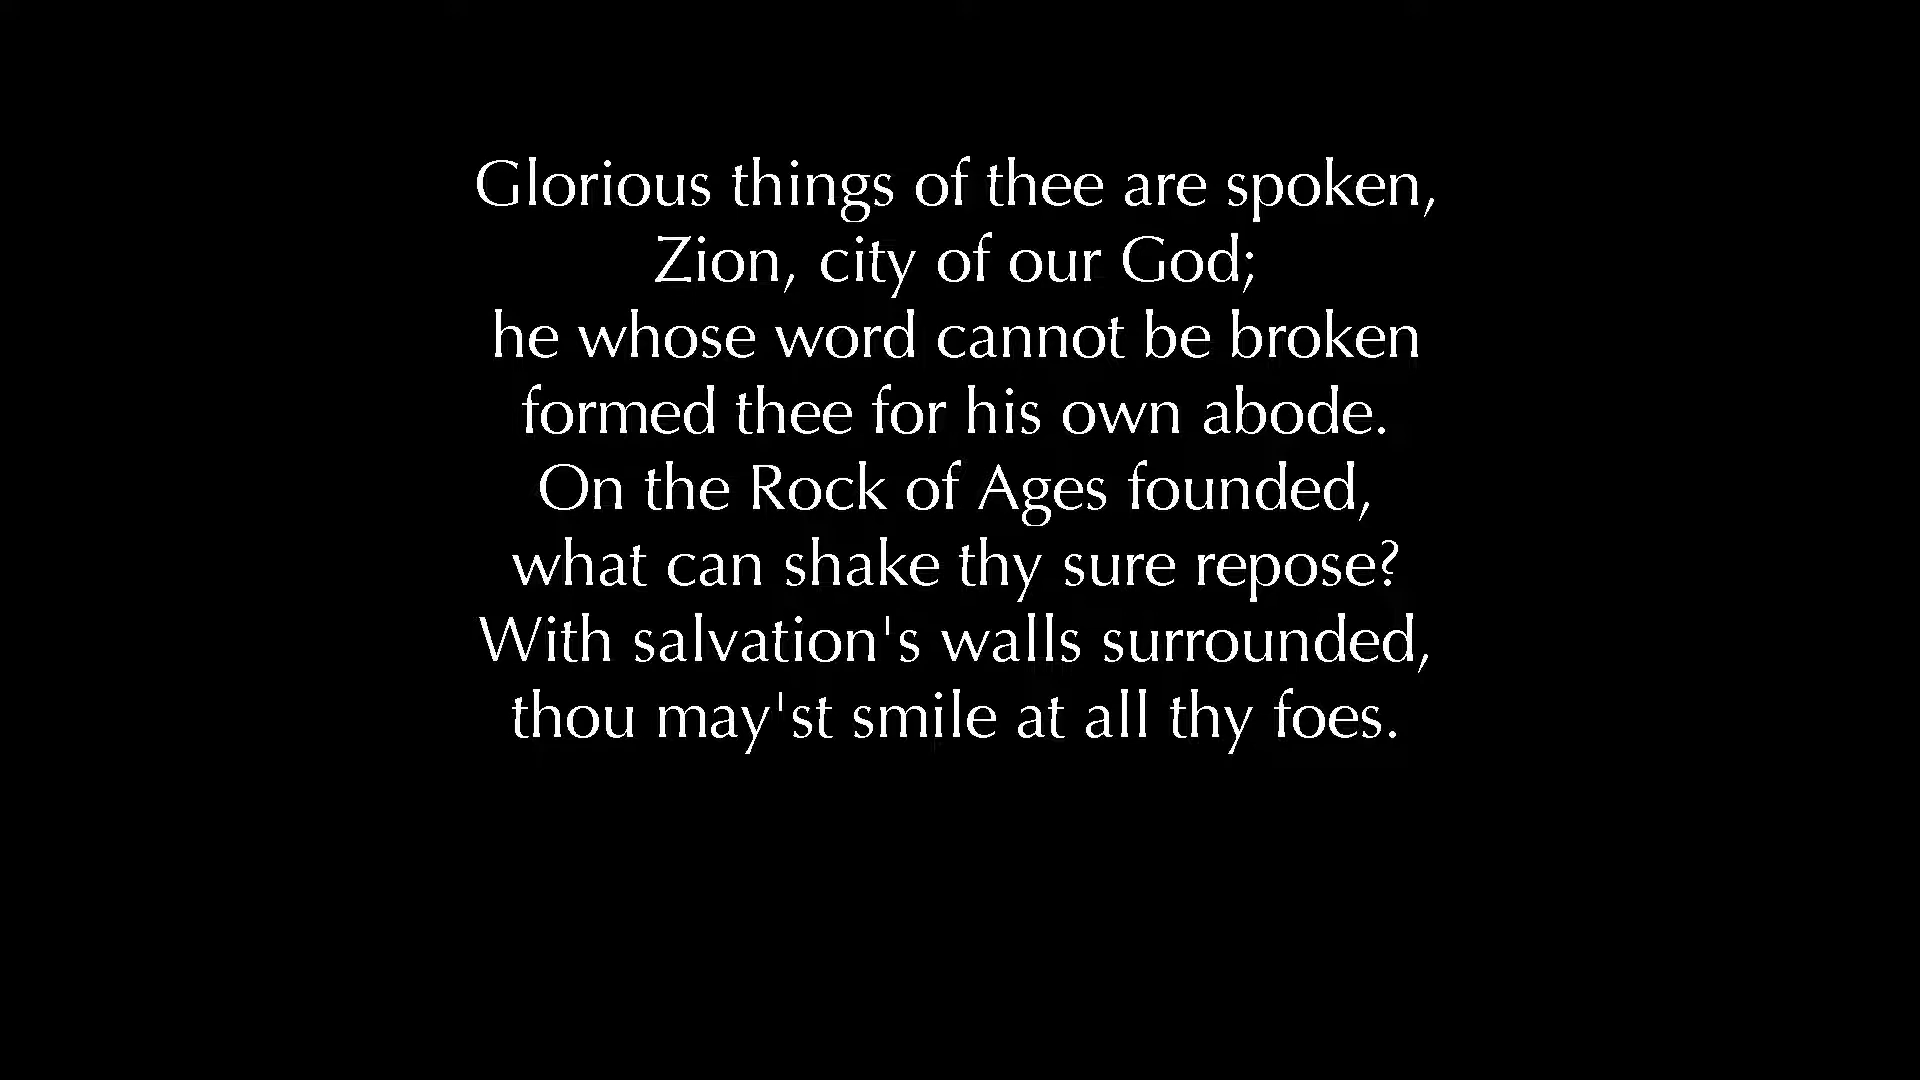 Glorious things of thee are spoken,
Zion, city of our God;
he whose word cannot be broken
formed thee for his own abode.
On the Rock of Ages founded,
what can shake thy sure repose?
With salvation's walls surrounded,
thou may'st smile at all thy foes.